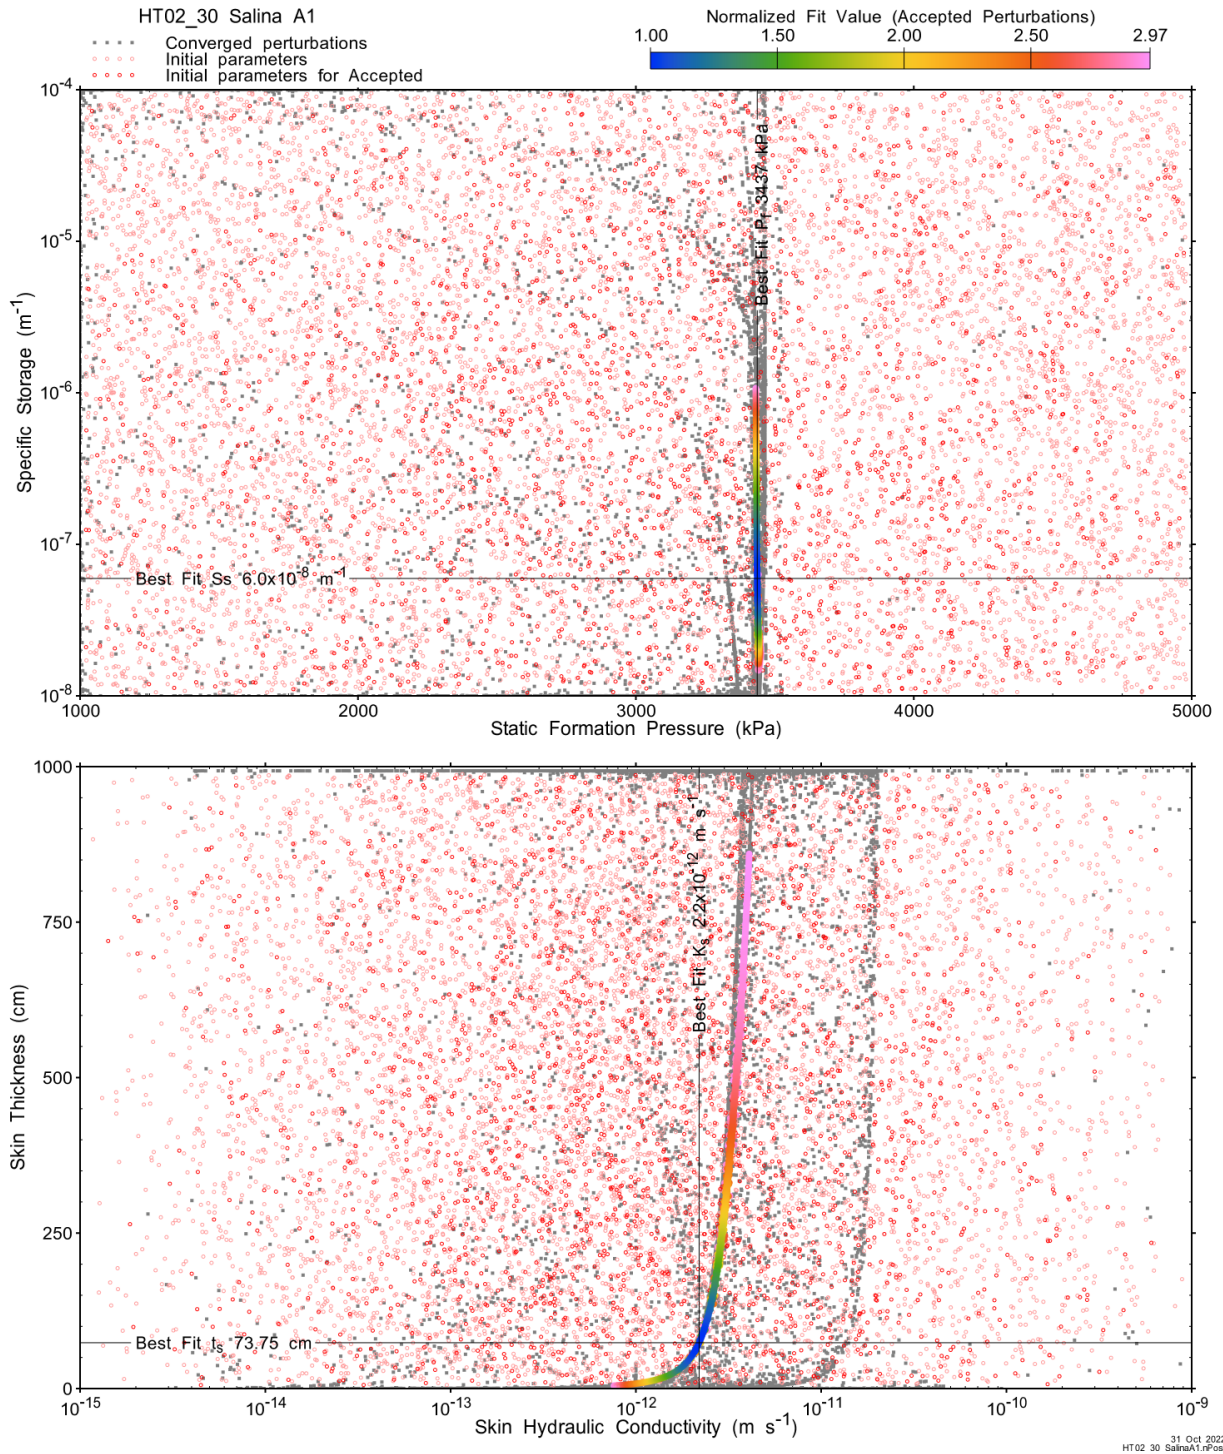 HT02_30 Salina A1
Converged perturbations
Initial parameters
Initial parameters for Accepted
Normalized Fit Value (Accepted Perturbations)
1.00 1.50 2.00 2.50 2.97
10⁻⁴
10⁻⁵
10⁻⁶
10⁻⁷
10⁻⁸
Specific Storage (m⁻¹)
Best Fit Pf 3437 kPa
Best Fit Ss 6.0x10⁻⁸ m⁻¹
1000 2000 3000 4000 5000
Static Formation Pressure (kPa)
1000
750
500
250
0
Skin Thickness (cm)
Best Fit Kₛ 2.2x10⁻¹² m s⁻¹
Best Fit tₛ 73.75 cm
10⁻¹⁵ 10⁻¹⁴ 10⁻¹³ 10⁻¹² 10⁻¹¹ 10⁻¹⁰ 10⁻⁹
Skin Hydraulic Conductivity (m s⁻¹)
31 Oct 2022
HT02_30_SalinaA1.nPgs